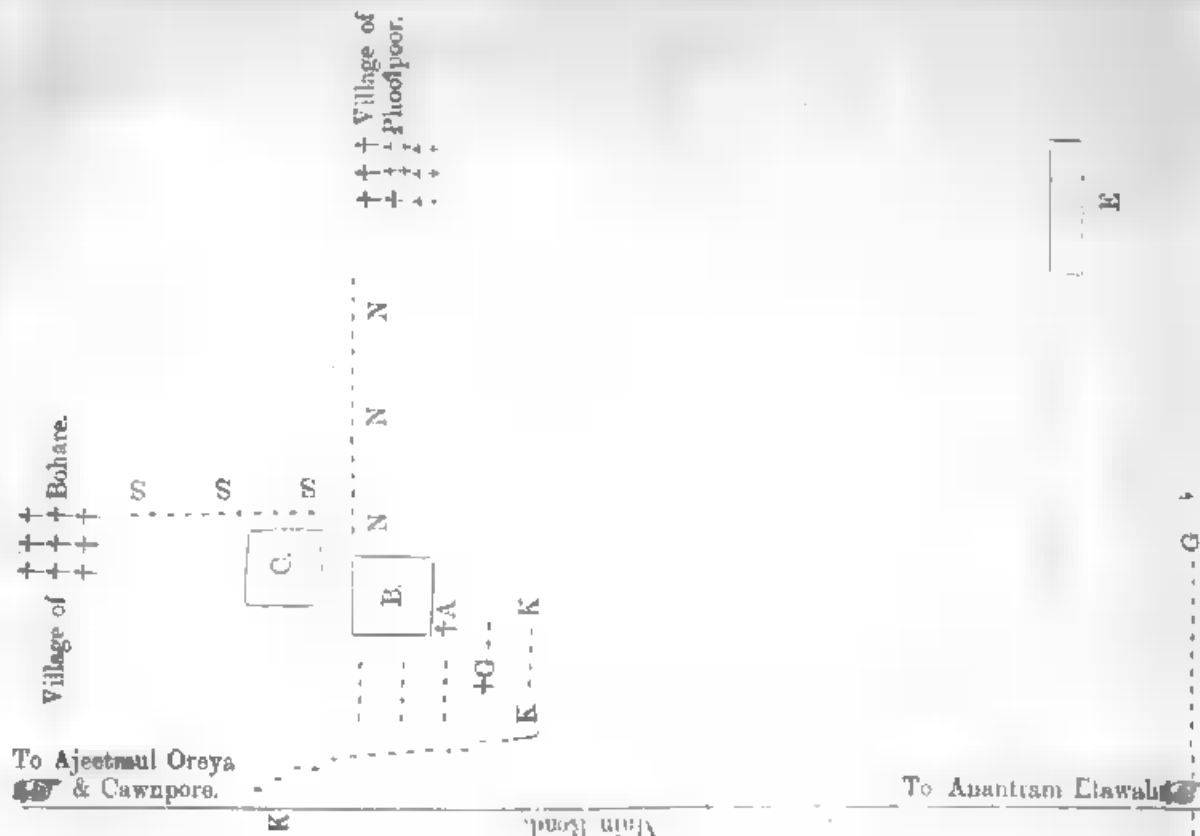 Village of
Phoolpoor.
Village of Bohare.
S
S
S
N
N
N
C.
B.
A
G
K
K
E
G
To Ajeetmul Oreya
& Cawnpore.
To Anantram Etawah
K
Main Road.